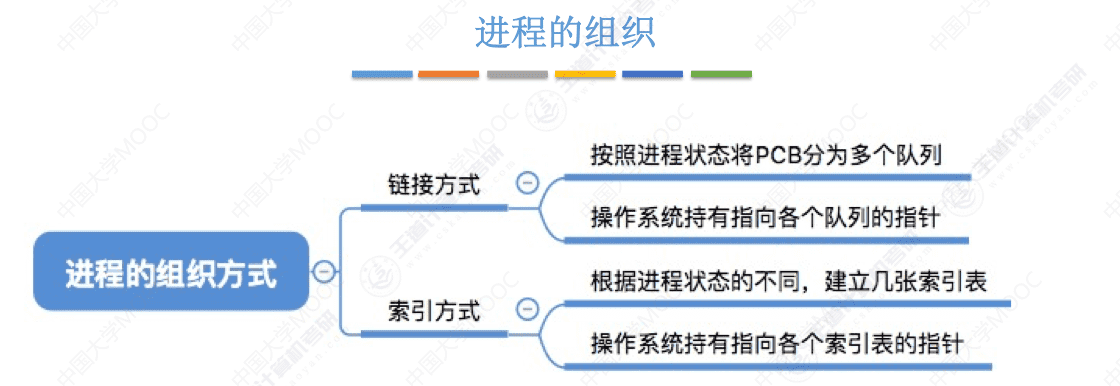 进程的组织
按照进程状态将PCB分为多个队列
链接方式
操作系统持有指向各个队列的指针
进程的组织方式
根据进程状态的不同，建立几张索引表
索引方式
操作系统持有指向各个索引表的指针
中国大学MOOC
王道计算机考研